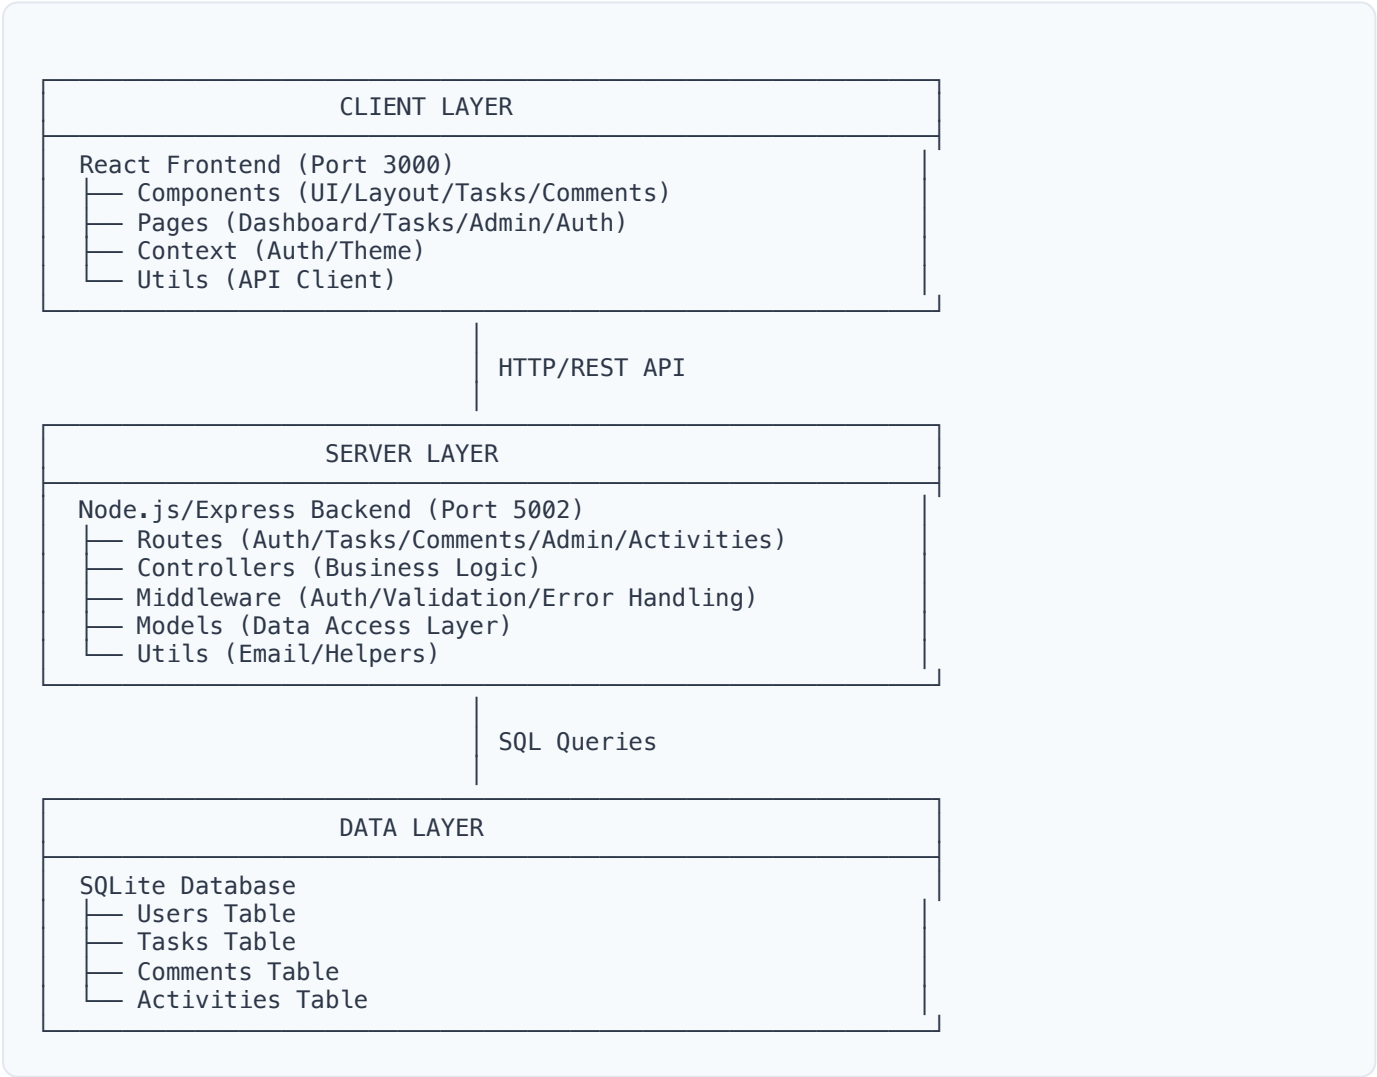 CLIENT LAYER
React Frontend (Port 3000)
├── Components (UI/Layout/Tasks/Comments)
├── Pages (Dashboard/Tasks/Admin/Auth)
├── Context (Auth/Theme)
└── Utils (API Client)
HTTP/REST API
SERVER LAYER
Node.js/Express Backend (Port 5002)
├── Routes (Auth/Tasks/Comments/Admin/Activities)
├── Controllers (Business Logic)
├── Middleware (Auth/Validation/Error Handling)
├── Models (Data Access Layer)
└── Utils (Email/Helpers)
SQL Queries
DATA LAYER
SQLite Database
├── Users Table
├── Tasks Table
├── Comments Table
└── Activities Table